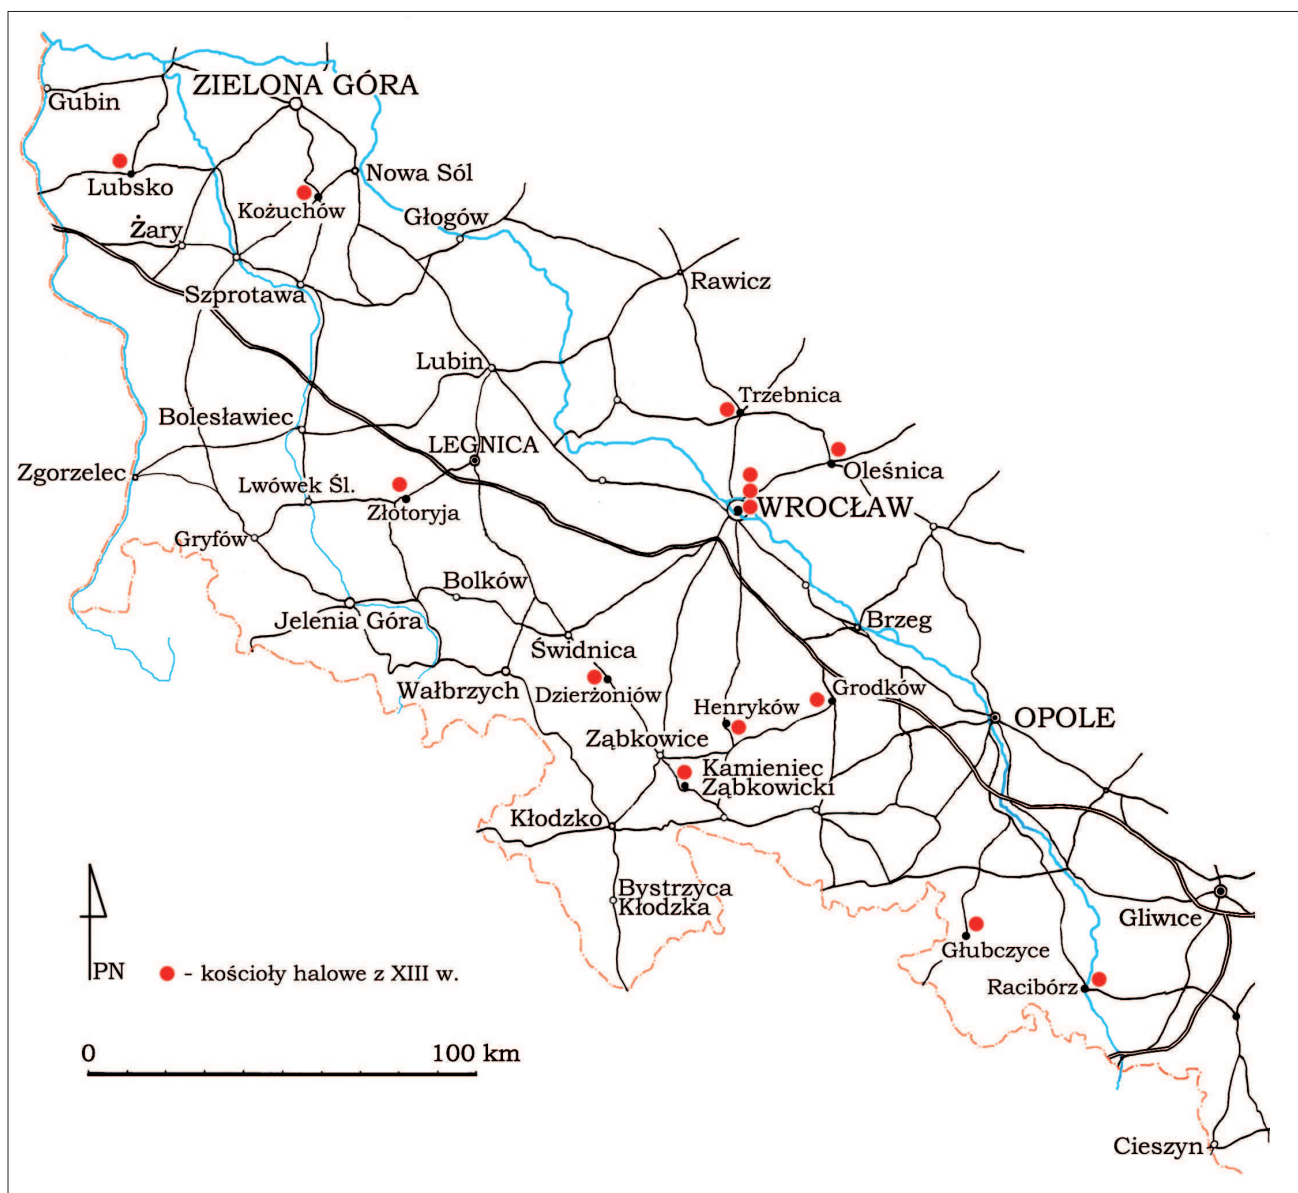 ZIELONA GÓRA
Gubin
Nowa Sól
Lubsko
Kożuchów
Głogów
Żary
Rawicz
Szprotawa
Lubin
Trzebnica
Bolesławiec
LEGNICA
Zgorzelec
Oleśnica
Lwówek Śl.
Złotoryja
WROCŁAW
Gryfów
Bolków
Jelenia Góra
Brzeg
Świdnica
Wałbrzych
Dzierżoniów
Grodków
Henryków
OPOLE
Ząbkowice
Kamieniec
Ząbkowicki
Kłodzko
Bystrzyca
Kłodzka
Gliwıce
Głubczyce
PN
- kościoły halowe z XIII w.
Racibórz
0 100 km
Cieszyn